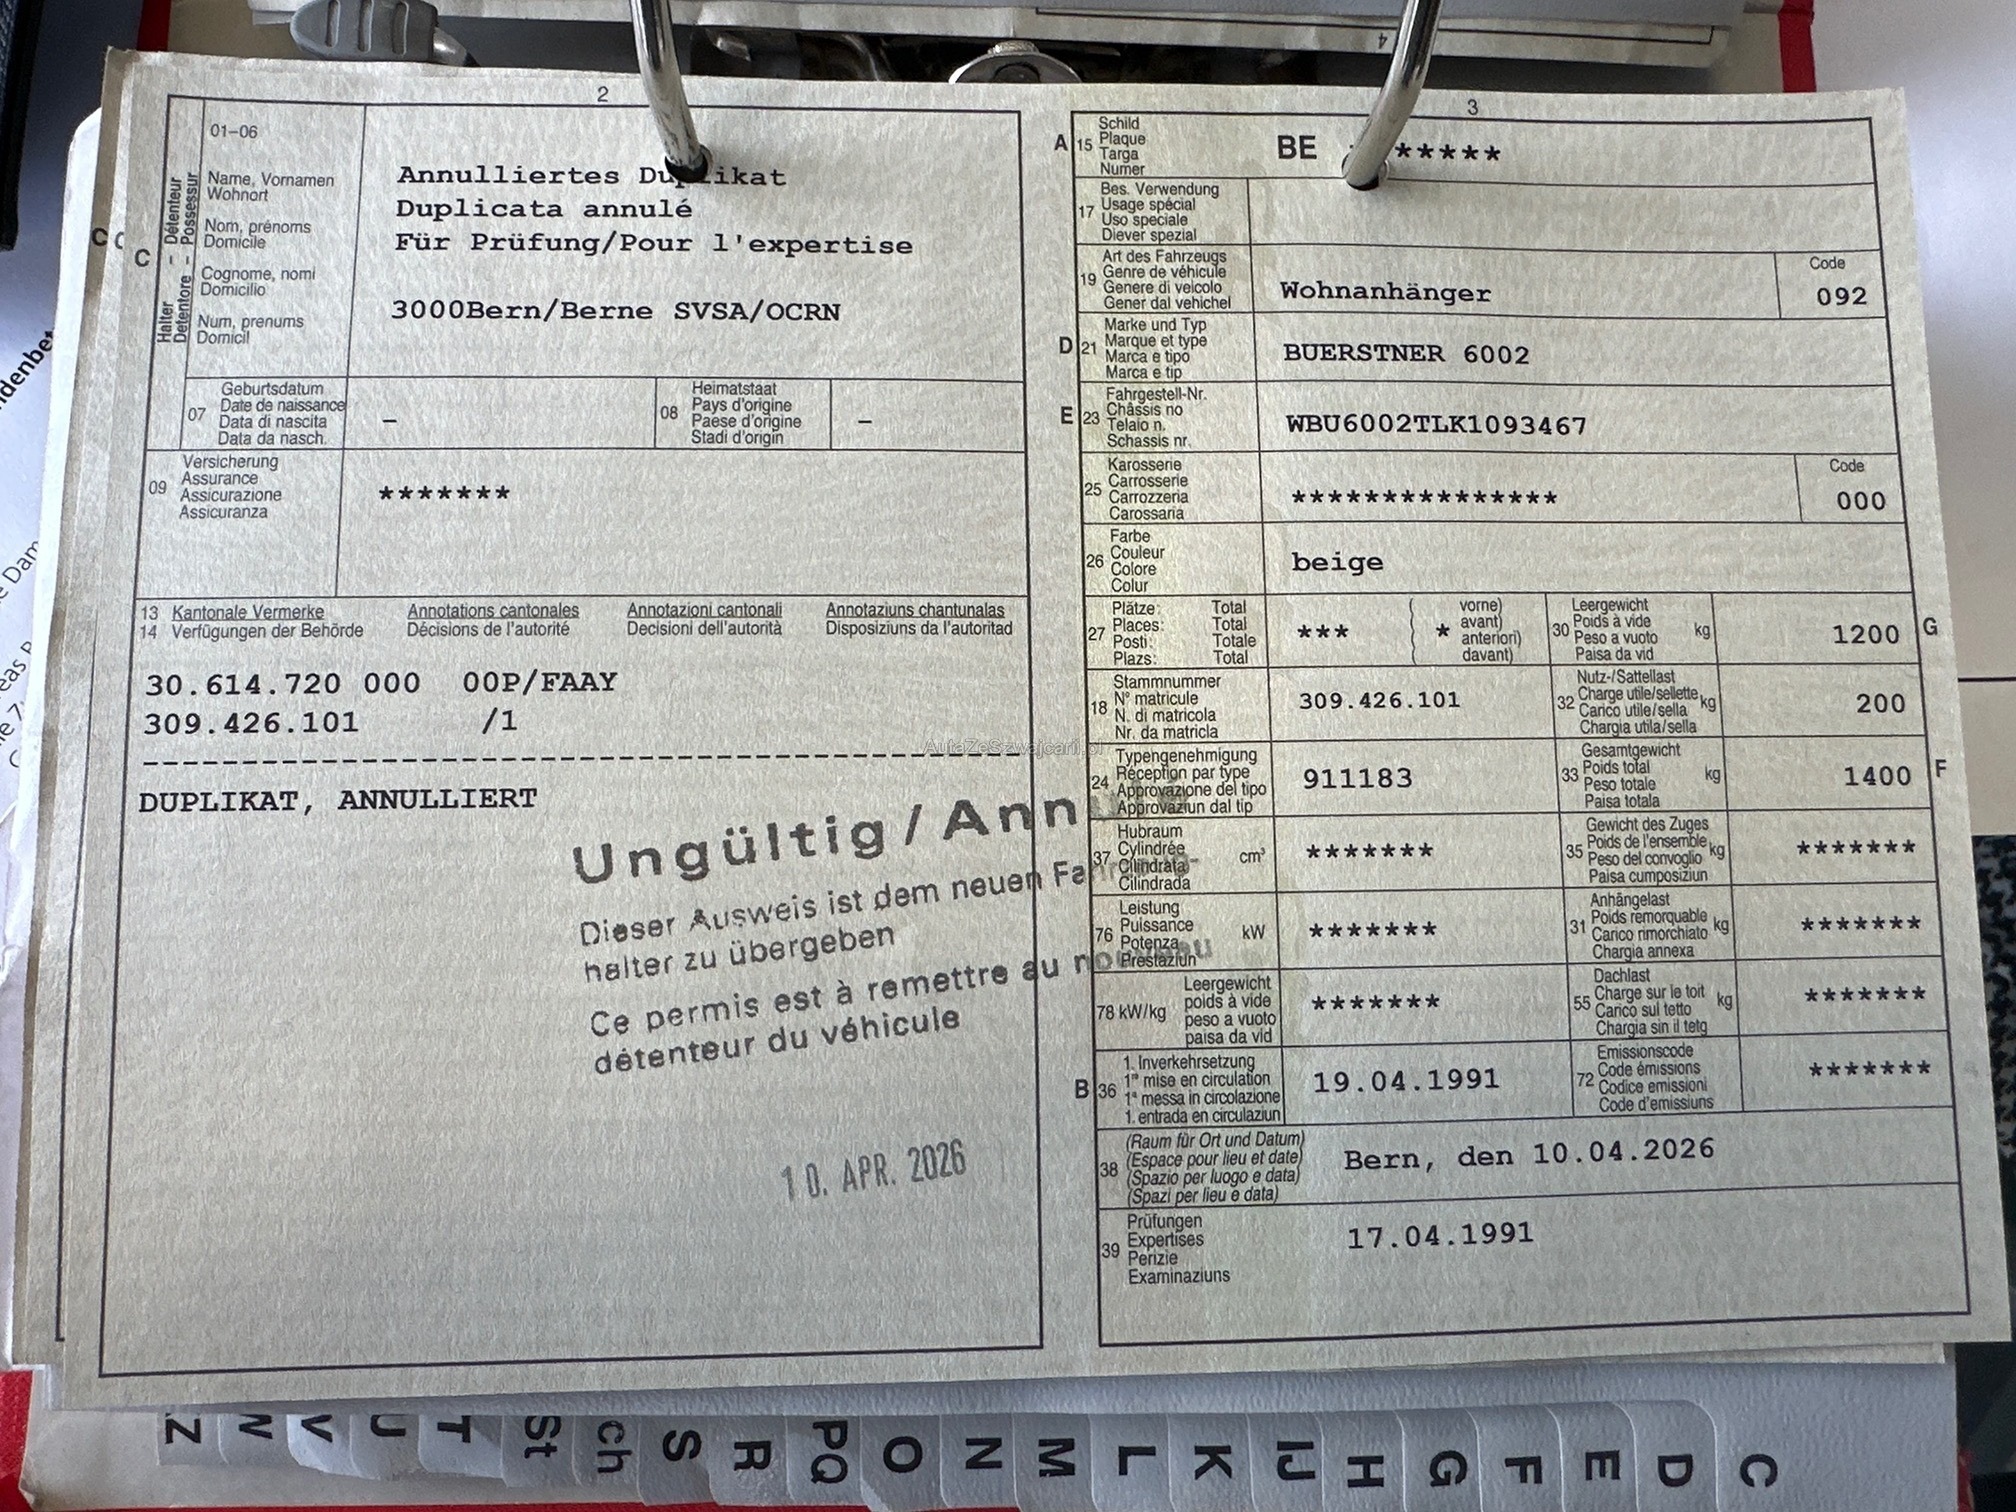 2
01-06
Halter – Détenteur
Detentore – Possessur
C
Name, Vornamen
Wohnort
Nom, prénoms
Domicile
Cognome, nomi
Domicilio
Num, prenums
Domicil
Annulliertes Duplikat
Duplicata annulé
Für Prüfung/Pour l'expertise
3000Bern/Berne SVSA/OCRN
07
Geburtsdatum
Date de naissance
Data di nascita
Data da nasch.
–
08
Heimatstaat
Pays d'origine
Paese d'origine
Stadi d'origin
–
09
Versicherung
Assurance
Assicurazione
Assicuranza
*******
13 Kantonale Vermerke Annotations cantonales Annotazioni cantonali Annotaziuns chantunalas
14 Verfügungen der Behörde Décisions de l'autorité Decisioni dell'autorità Disposiziuns da l'autoritad
30.614.720 000 00P/FAAY
309.426.101 /1
DUPLIKAT, ANNULLIERT
Ungültig / Ann
Dieser Ausweis ist dem neuen
halter zu übergeben
Ce permis est à remettre au nouveau
détenteur du véhicule
10. APR. 2026
AutaZeSzwajcarii.pl
3
A 15
Schild
Plaque
Targa
Numer
BE *****
17
Bes. Verwendung
Usage spécial
Uso speciale
Diever spezial
19
Art des Fahrzeugs
Genre de véhicule
Genere di veicolo
Gener dal vehichel
Wohnanhänger
Code
092
D 21
Marke und Typ
Marque et type
Marca e tipo
Marca e tip
BUERSTNER 6002
E 23
Fahrgestell-Nr.
Châssis no
Telaio n.
Schassis nr.
WBU6002TLK1093467
25
Karosserie
Carrosserie
Carrozzeria
Carossaria
***************
Code
000
26
Farbe
Couleur
Colore
Colur
beige
27
Plätze: Total
Places: Total
Posti: Totale
Plazs: Total
***
*
vorne)
avant)
anteriori)
davant)
30
Leergewicht
Poids à vide
Peso a vuoto
Paisa da vid
kg
1200
G
18
Stammnummer
N° matricule
N. di matricola
Nr. da matricla
309.426.101
32
Nutz-/Sattellast
Charge utile/sellette
Carico utile/sella
Chargia utila/sella
kg
200
24
Typengenehmigung
Réception par type
Approvazione del tipo
Approvaziun dal tip
911183
33
Gesamtgewicht
Poids total
Peso totale
Paisa totala
kg
1400
F
37
Hubraum
Cylindrée
Cilindrata
Cilindrada
cm³
*******
35
Gewicht des Zuges
Poids de l'ensemble
Peso del convoglio
Paisa cumposiziun
kg
*******
76
Leistung
Puissance
Potenza
Prestaziun
kW
*******
31
Anhängelast
Poids remorquable
Carico rimorchiato
Chargia annexa
kg
*******
78 kW/kg
Leergewicht
poids à vide
peso a vuoto
paisa da vid
*******
55
Dachlast
Charge sur le toit
Carico sul tetto
Chargia sin il tetg
kg
*******
B 36
1. Inverkehrsetzung
1re mise en circulation
1a messa in circolazione
1. entrada en circulaziun
19.04.1991
72
Emissionscode
Code émissions
Codice emissioni
Code d'emissiuns
*******
38
(Raum für Ort und Datum)
(Espace pour lieu et date)
(Spazio per luogo e data)
(Spazi per lieu e data)
Bern, den 10.04.2026
39
Prüfungen
Expertises
Perizie
Examinaziuns
17.04.1991
Z W V U T St Sch S R PQ O N M L K IJ H G F E D C